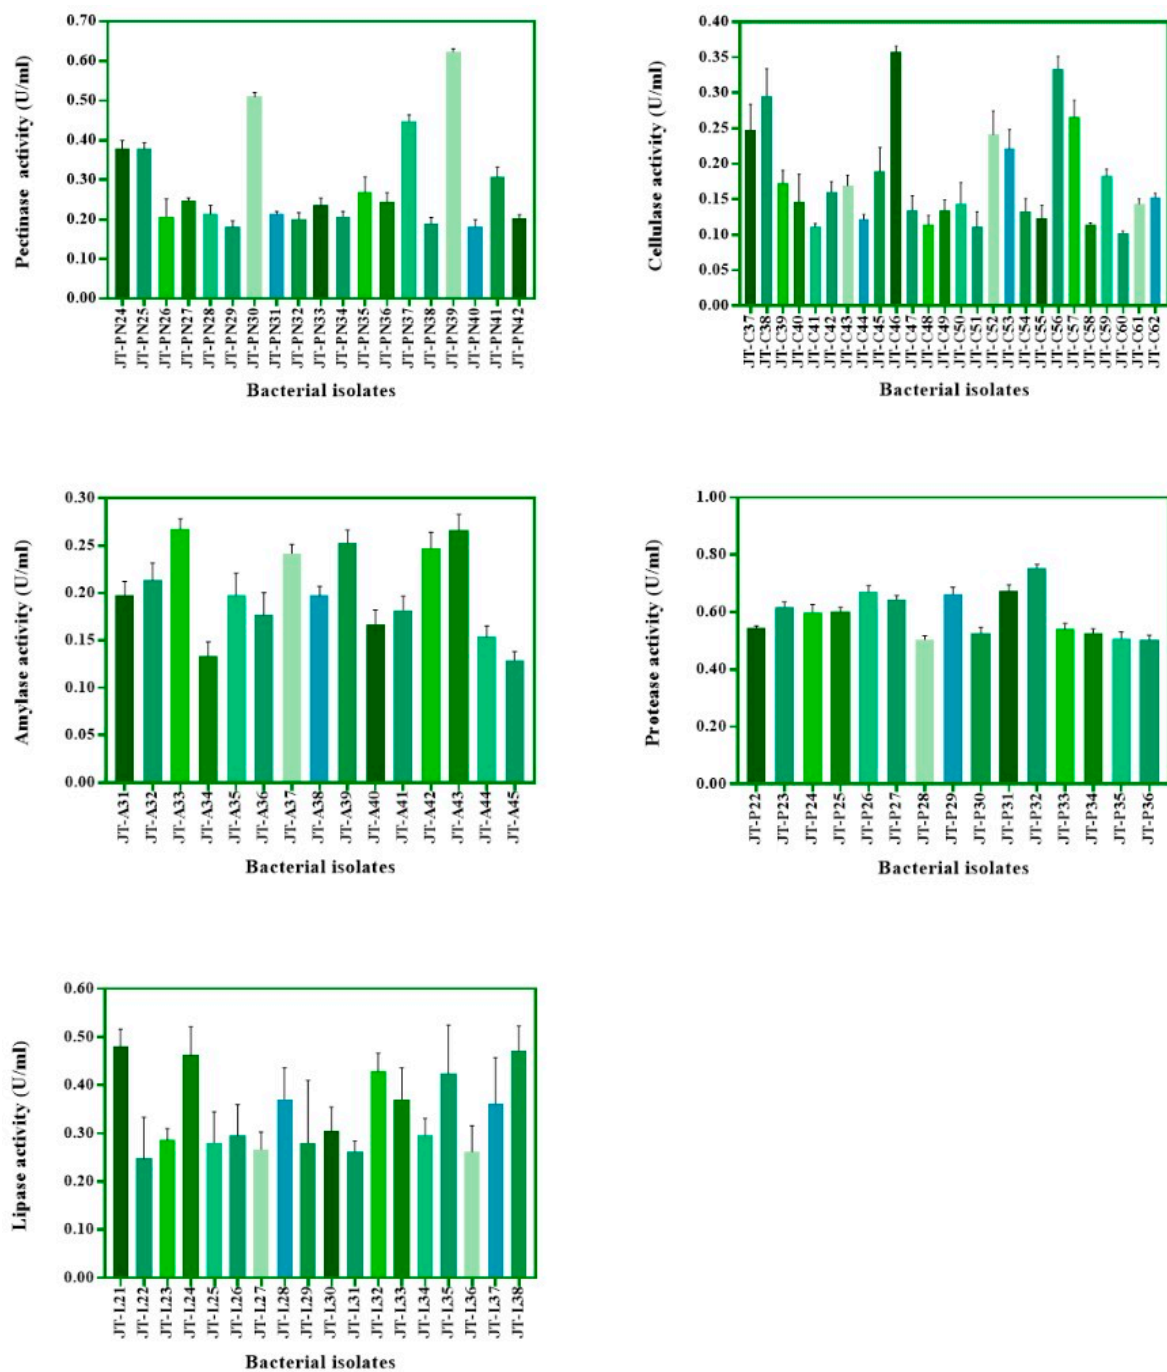 Pectinase activity (U/ml)
0.70
0.60
0.50
0.40
0.30
0.20
0.10
0.00
JT-PN24
JT-PN25
JT-PN26
JT-PN27
JT-PN28
JT-PN29
JT-PN30
JT-PN31
JT-PN32
JT-PN33
JT-PN34
JT-PN35
JT-PN36
JT-PN37
JT-PN38
JT-PN39
JT-PN40
JT-PN41
JT-PN42
Bacterial isolates
Cellulase activity (U/ml)
0.40
0.35
0.30
0.25
0.20
0.15
0.10
0.05
0.00
JT-C37
JT-C38
JT-C39
JT-C40
JT-C41
JT-C42
JT-C43
JT-C44
JT-C45
JT-C46
JT-C47
JT-C48
JT-C49
JT-C50
JT-C51
JT-C52
JT-C53
JT-C54
JT-C55
JT-C56
JT-C57
JT-C58
JT-C59
JT-C60
JT-C61
JT-C62
Bacterial isolates
Amylase activity (U/ml)
0.30
0.25
0.20
0.15
0.10
0.05
0.00
JT-A31
JT-A32
JT-A33
JT-A34
JT-A35
JT-A36
JT-A37
JT-A38
JT-A39
JT-A40
JT-A41
JT-A42
JT-A43
JT-A44
JT-A45
Bacterial isolates
Protease activity (U/ml)
1.00
0.80
0.60
0.40
0.20
0.00
JT-P22
JT-P23
JT-P24
JT-P25
JT-P26
JT-P27
JT-P28
JT-P29
JT-P30
JT-P31
JT-P32
JT-P33
JT-P34
JT-P35
JT-P36
Bacterial isolates
Lipase activity (U/ml)
0.60
0.50
0.40
0.30
0.20
0.10
0.00
JT-L21
JT-L22
JT-L23
JT-L24
JT-L25
JT-L26
JT-L27
JT-L28
JT-L29
JT-L30
JT-L31
JT-L32
JT-L33
JT-L34
JT-L35
JT-L36
JT-L37
JT-L38
Bacterial isolates